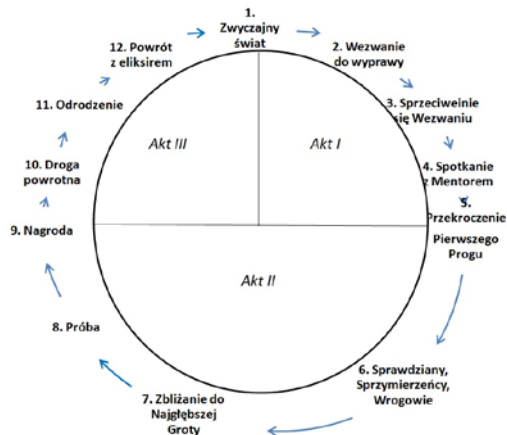 1.
Zwyczajny
świat
2. Wezwanie
do wyprawy
3. Sprzeciweinie
się Wezwaniu
4. Spotkanie
z Mentorem
5.
Przekroczenie
Pierwszego
Progu
6. Sprawdziany,
Sprzymierzeńcy,
Wrogowie
7. Zbliżanie do
Najgłębszej
Groty
8. Próba
9. Nagroda
10. Droga
powrotna
11. Odrodzenie
12. Powrót
z eliksirem
Akt III
Akt I
Akt II